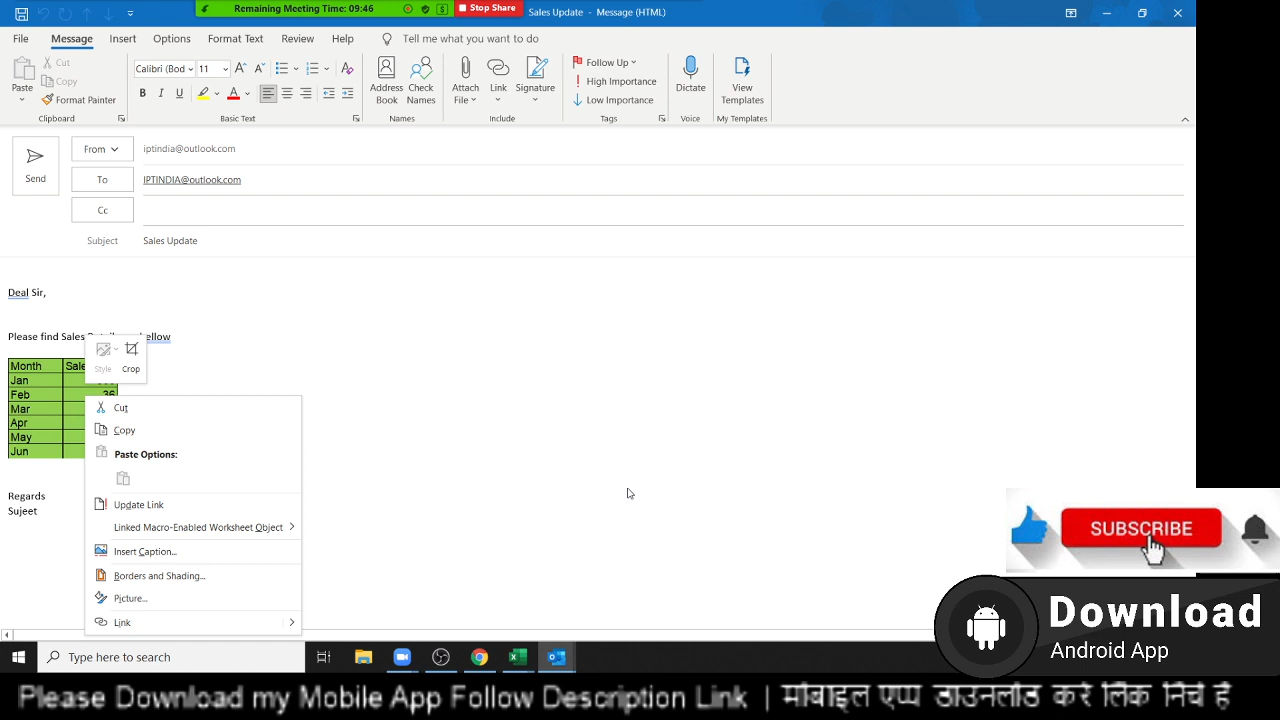 Remaining Meeting Time: 09:46
Stop Share
Sales Update - Message (HTML)
File Message Insert Options Format Text Review Help Tell me what you want to do
Paste
Cut
Copy
Format Painter
Clipboard
Calibri (Bod 11
B I U A
Basic Text
Address Book
Check Names
Names
Attach File
Link
Signature
Include
Follow Up
High Importance
Low Importance
Tags
Dictate
Voice
View Templates
My Templates
Send
From iptindia@outlook.com
To IPTINDIA@outlook.com
Cc
Subject Sales Update
Deal Sir,
Please find Sales
ellow
Style
Crop
Month
Jan
Feb 36
Mar
Apr
May
Jun
Cut
Copy
Paste Options:
Update Link
Linked Macro-Enabled Worksheet Object
Insert Caption...
Borders and Shading...
Picture...
Link
Regards
Sujeet
SUBSCRIBE
Download
Android App
Type here to search
Please Download my Mobile App Follow Description Link | मोबाइल एप्प डाउनलोड करे लिंक निचे है